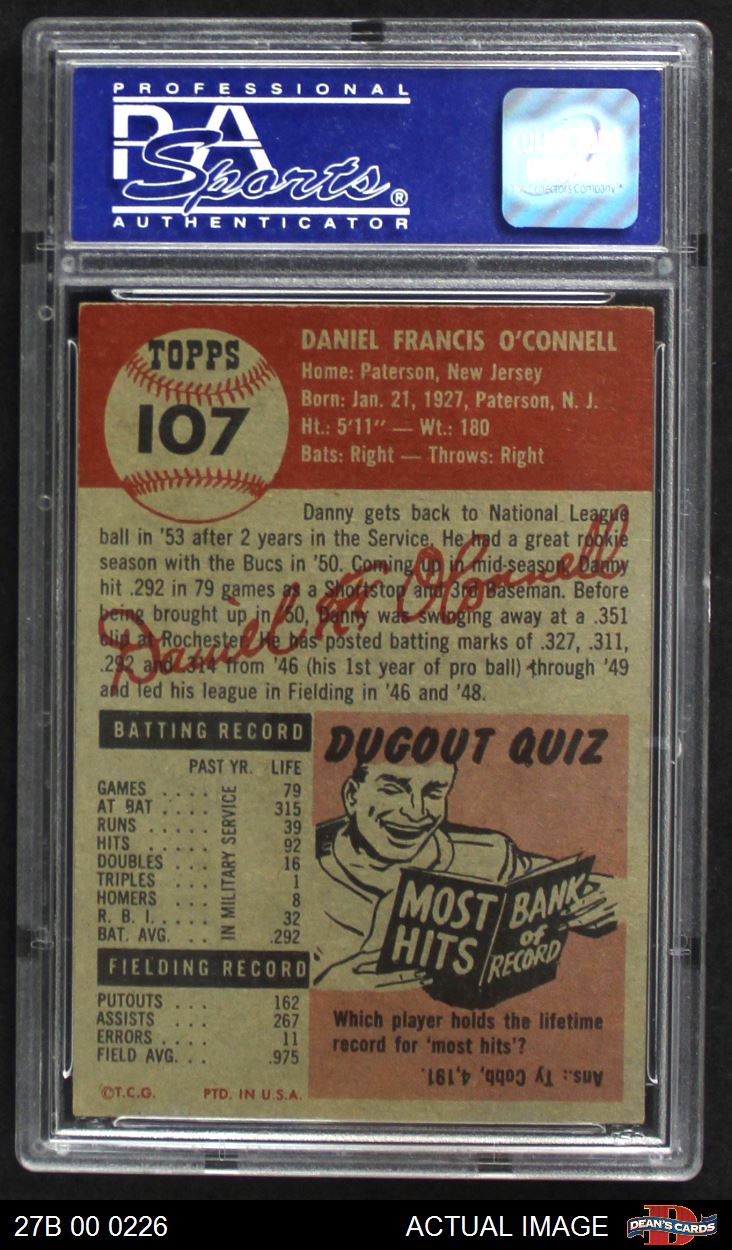 PROFESSIONAL
PSA
Sports®
AUTHENTICATOR
The Collectors Company™
TOPPS
107
DANIEL FRANCIS O'CONNELL
Home: Paterson, New Jersey
Born: Jan. 21, 1927, Paterson, N. J.
Ht.: 5'11" — Wt.: 180
Bats: Right — Throws: Right
Danny gets back to National League
ball in '53 after 2 years in the Service. He had a great rookie
season with the Bucs in '50. Coming up in mid-season, Danny
hit .292 in 79 games as a Shortstop and 3rd Baseman. Before
being brought up in '50, Danny was swinging away at a .351
clip at Rochester. He has posted batting marks of .327, .311,
.292 and .314 from '46 (his 1st year of pro ball) through '49
and led his league in Fielding in '46 and '48.
Daniel F. O'Connell
BATTING RECORD
PAST YR. LIFE
GAMES .... 79
AT BAT .... 315
RUNS ..... 39
HITS ..... 92
DOUBLES ... 16
TRIPLES ... 1
HOMERS ... 8
R. B. I. .... 32
BAT. AVG. ... .292
IN MILITARY SERVICE
FIELDING RECORD
PUTOUTS ... 162
ASSISTS ... 267
ERRORS .... 11
FIELD AVG. ... .975
©T.C.G. PTD. IN U.S.A.
DUGOUT QUIZ
MOST
HITS
BANK
of
RECORD
Which player holds the lifetime
record for 'most hits'?
Ans.: Ty Cobb, 4,191.
27B 00 0226
ACTUAL IMAGE
DEAN'S CARDS